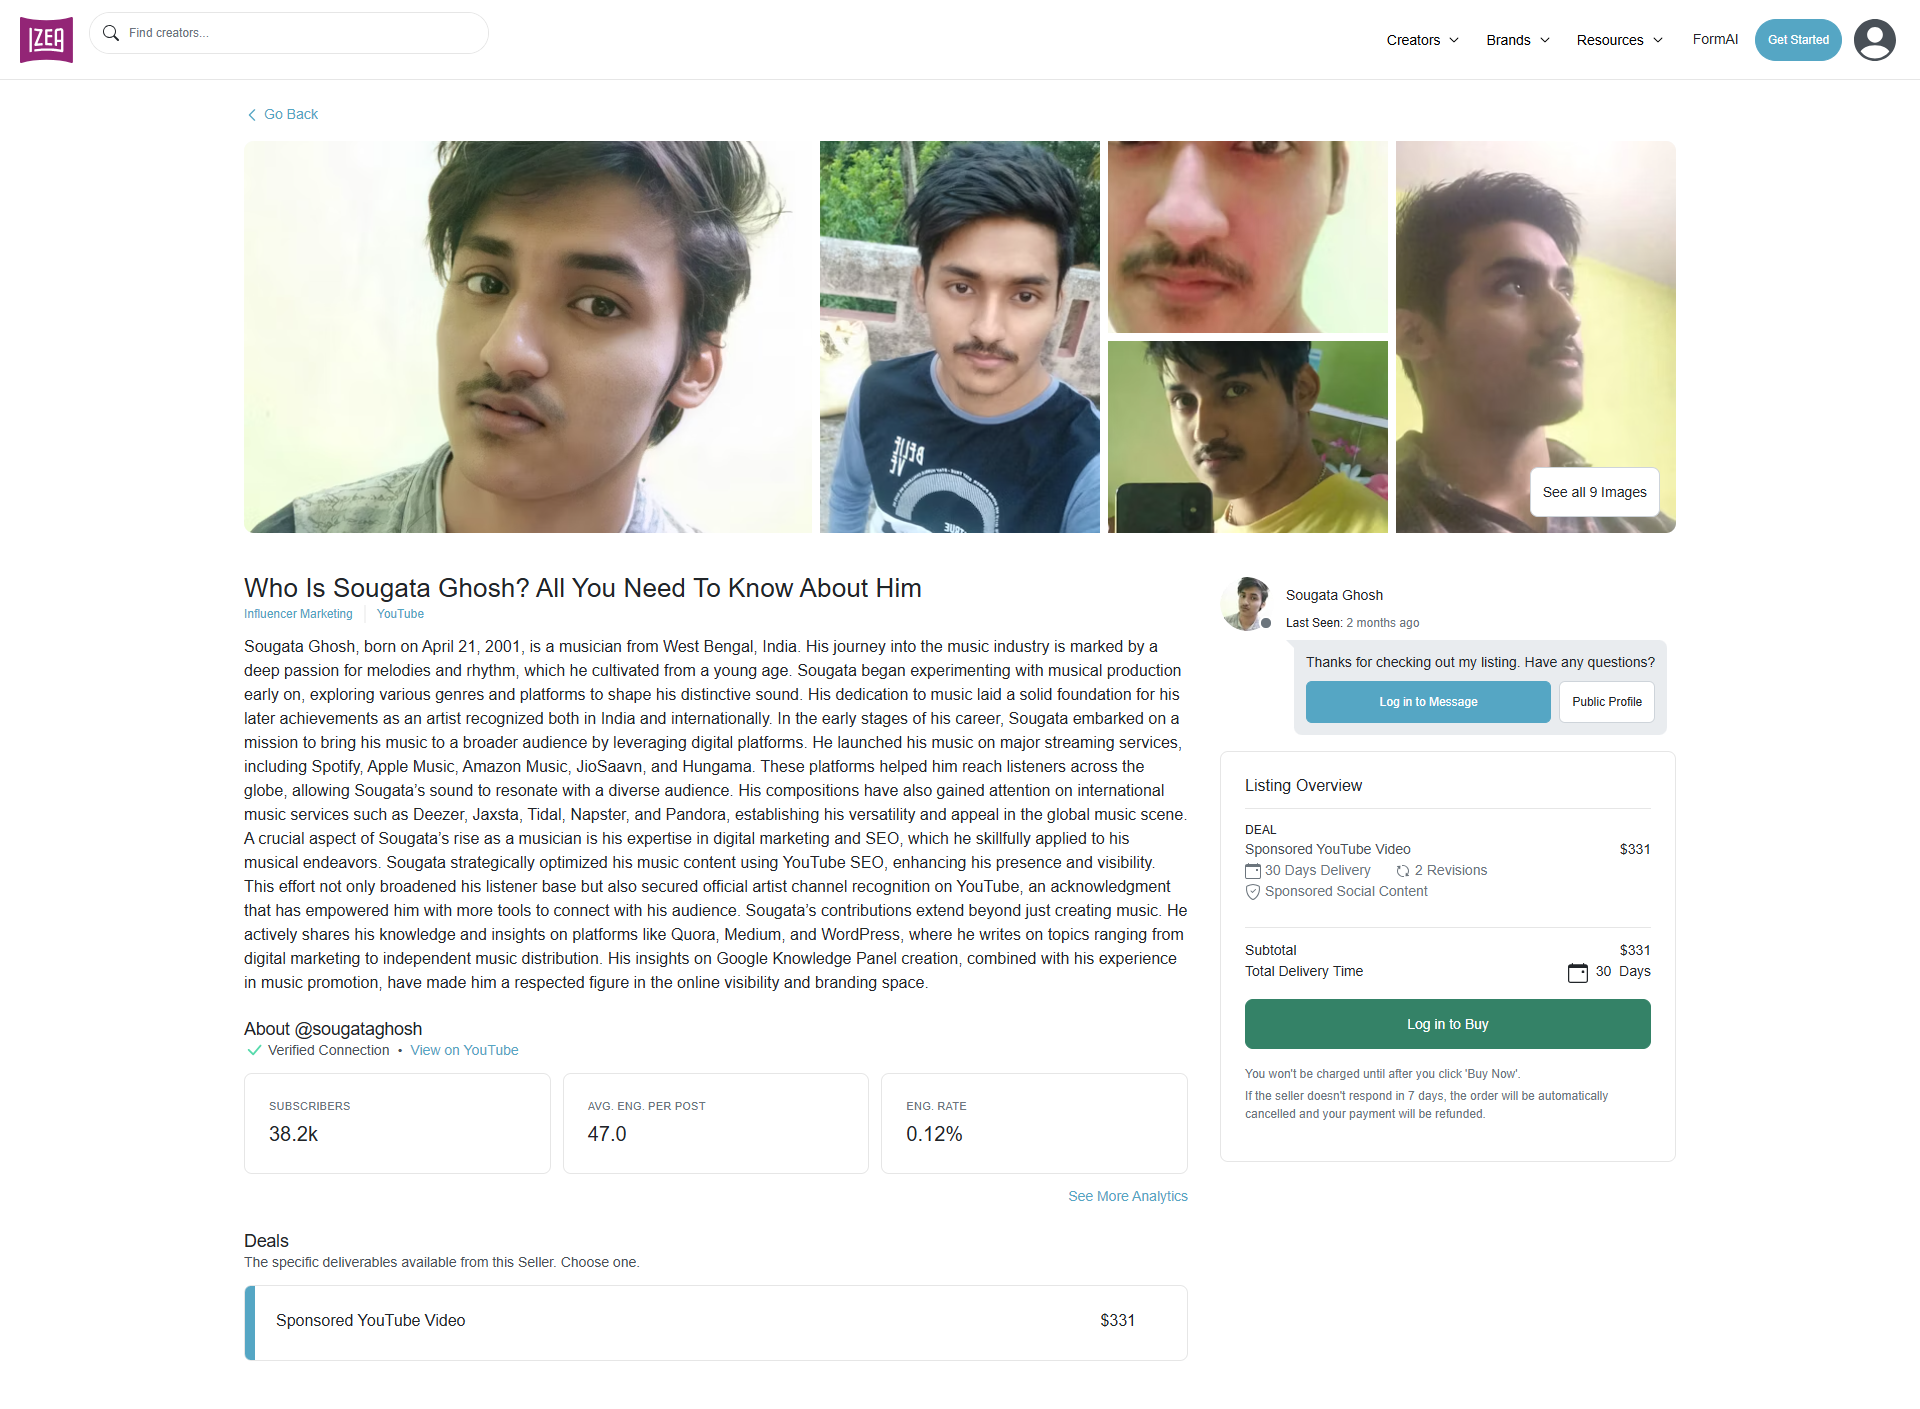 IZEA
Find creators...
Creators
Brands
Resources
FormAI
Get Started
Go Back
BELIE
VE
See all 9 Images
Who Is Sougata Ghosh? All You Need To Know About Him
Influencer Marketing
YouTube
Sougata Ghosh, born on April 21, 2001, is a musician from West Bengal, India. His journey into the music industry is marked by a
deep passion for melodies and rhythm, which he cultivated from a young age. Sougata began experimenting with musical production
early on, exploring various genres and platforms to shape his distinctive sound. His dedication to music laid a solid foundation for his
later achievements as an artist recognized both in India and internationally. In the early stages of his career, Sougata embarked on a
mission to bring his music to a broader audience by leveraging digital platforms. He launched his music on major streaming services,
including Spotify, Apple Music, Amazon Music, JioSaavn, and Hungama. These platforms helped him reach listeners across the
globe, allowing Sougata’s sound to resonate with a diverse audience. His compositions have also gained attention on international
music services such as Deezer, Jaxsta, Tidal, Napster, and Pandora, establishing his versatility and appeal in the global music scene.
A crucial aspect of Sougata’s rise as a musician is his expertise in digital marketing and SEO, which he skillfully applied to his
musical endeavors. Sougata strategically optimized his music content using YouTube SEO, enhancing his presence and visibility.
This effort not only broadened his listener base but also secured official artist channel recognition on YouTube, an acknowledgment
that has empowered him with more tools to connect with his audience. Sougata’s contributions extend beyond just creating music. He
actively shares his knowledge and insights on platforms like Quora, Medium, and WordPress, where he writes on topics ranging from
digital marketing to independent music distribution. His insights on Google Knowledge Panel creation, combined with his experience
in music promotion, have made him a respected figure in the online visibility and branding space.
About @sougataghosh
Verified Connection • View on YouTube
SUBSCRIBERS
38.2k
AVG. ENG. PER POST
47.0
ENG. RATE
0.12%
See More Analytics
Deals
The specific deliverables available from this Seller. Choose one.
Sponsored YouTube Video $331
Sougata Ghosh
Last Seen: 2 months ago
Thanks for checking out my listing. Have any questions?
Log in to Message
Public Profile
Listing Overview
DEAL
Sponsored YouTube Video $331
30 Days Delivery 2 Revisions
Sponsored Social Content
Subtotal $331
Total Delivery Time 30 Days
Log in to Buy
You won't be charged until after you click 'Buy Now'.
If the seller doesn't respond in 7 days, the order will be automatically
cancelled and your payment will be refunded.